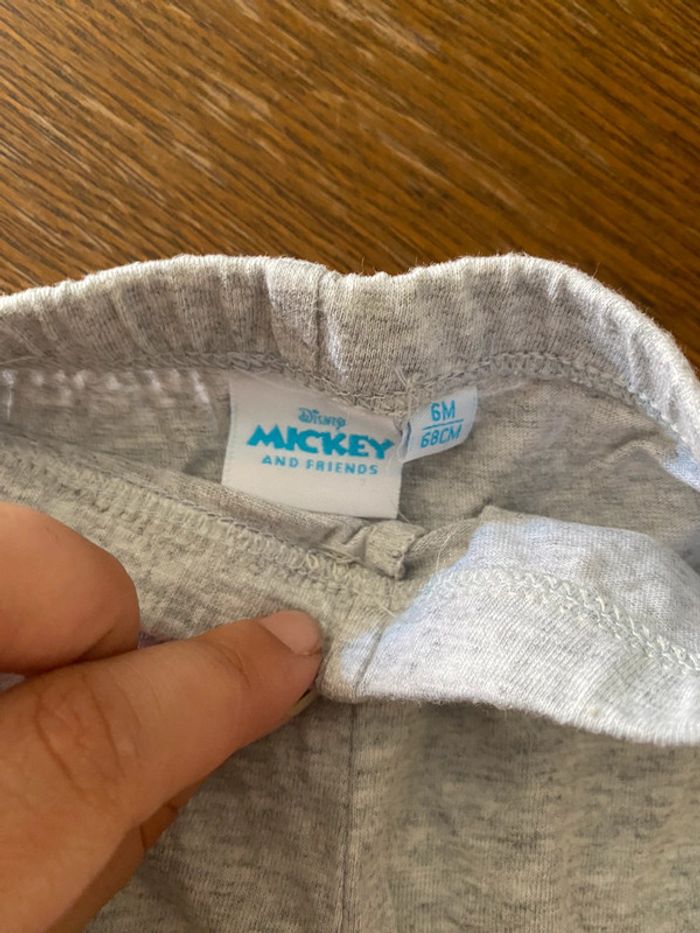 Disney
MICKEY
AND FRIENDS
6M
68CM